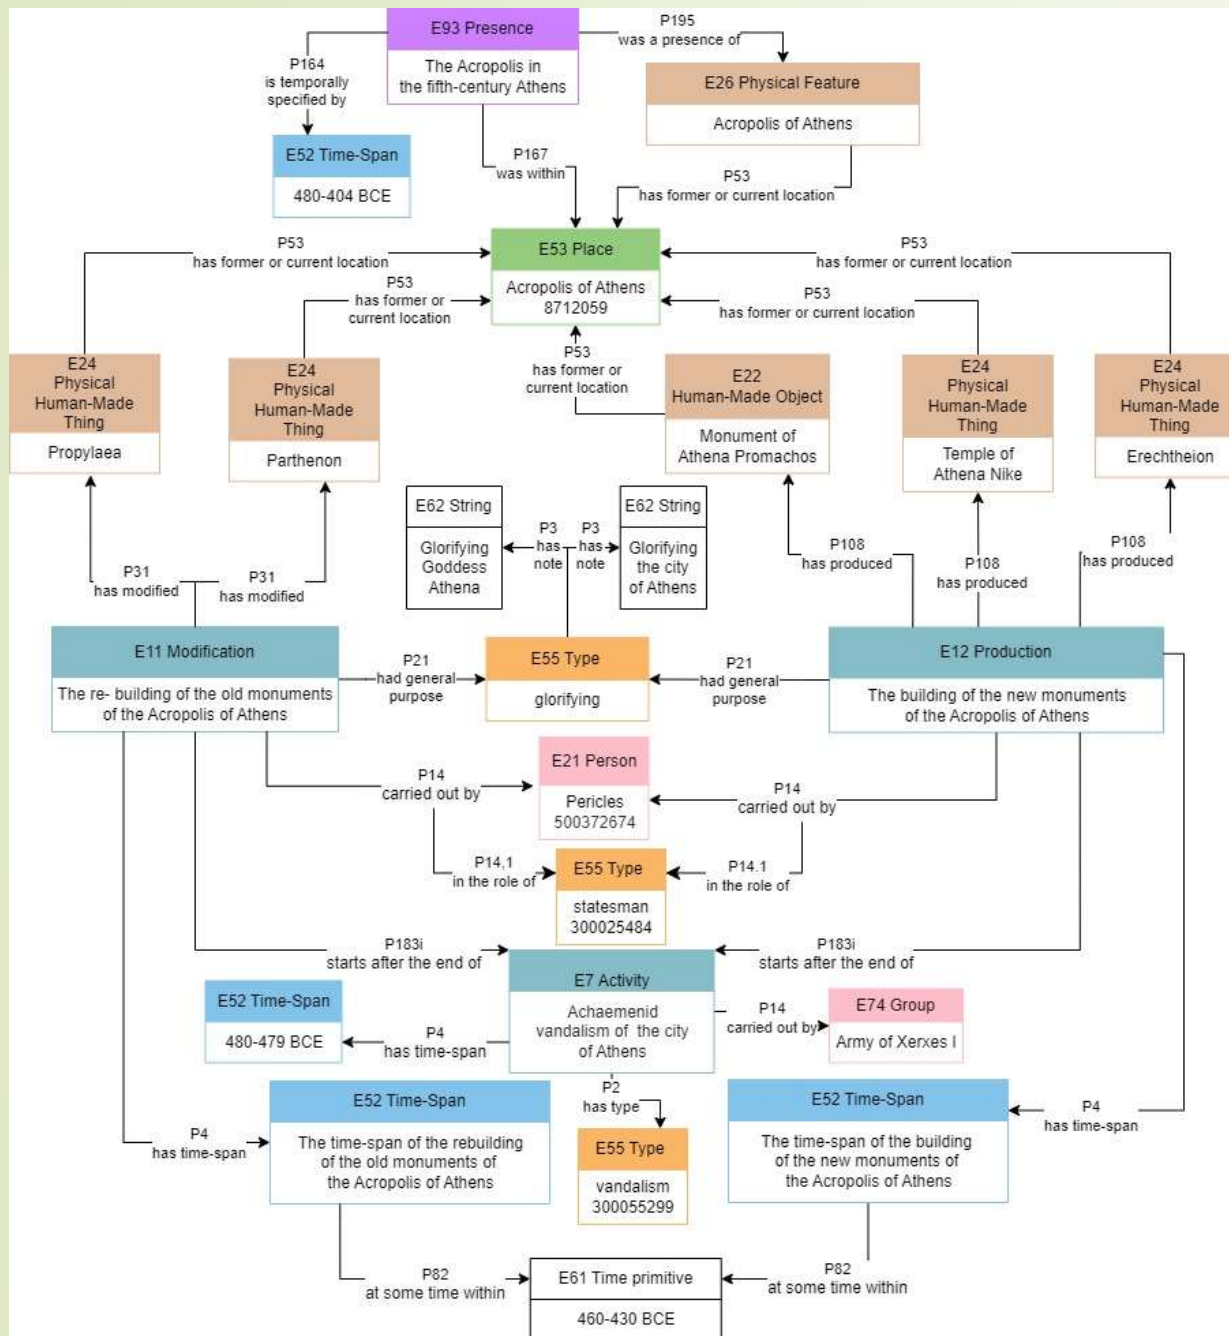 E93 Presence
The Acropolis in
the fifth-century Athens
P195
was a presence of
P164
is temporally
specified by
E26 Physical Feature
Acropolis of Athens
E52 Time-Span
480-404 BCE
P167
was within
P53
has former or current location
P53
has former or current location
E53 Place
Acropolis of Athens
8712059
P53
has former or current location
P53
has former or
current location
P53
has former or current location
P53
has former or
current location
E24
Physical
Human-Made
Thing
Propylaea
E24
Physical
Human-Made
Thing
Parthenon
E22
Human-Made Object
Monument of
Athena Promachos
E24
Physical
Human-Made
Thing
Temple of
Athena Nike
E24
Physical
Human-Made
Thing
Erechtheion
E62 String
Glorifying
Goddess
Athena
P3
has
note
P3
has
note
E62 String
Glorifying
the city
of Athens
P31
has modified
P31
has modified
P108
has produced
P108
has produced
P108
has produced
E11 Modification
The re- building of the old monuments
of the Acropolis of Athens
P21
had general
purpose
E55 Type
glorifying
P21
had general
purpose
E12 Production
The building of the new monuments
of the Acropolis of Athens
P14
carried out by
E21 Person
Pericles
500372674
P14
carried out by
P14,1
in the role of
E55 Type
statesman
300025484
P14.1
in the role of
P183i
starts after the end of
P183i
starts after the end of
E7 Activity
Achaemenid
vandalism of the city
of Athens
E52 Time-Span
480-479 BCE
P4
has time-span
P14
carried out by
E74 Group
Army of Xerxes I
P2
has type
E55 Type
vandalism
300055299
P4
has time-span
E52 Time-Span
The time-span of the rebuilding
of the old monuments of
the Acropolis of Athens
E52 Time-Span
The time-span of the building
of the new monuments of
the Acropolis of Athens
P4
has time-span
P82
at some time within
E61 Time primitive
460-430 BCE
P82
at some time within